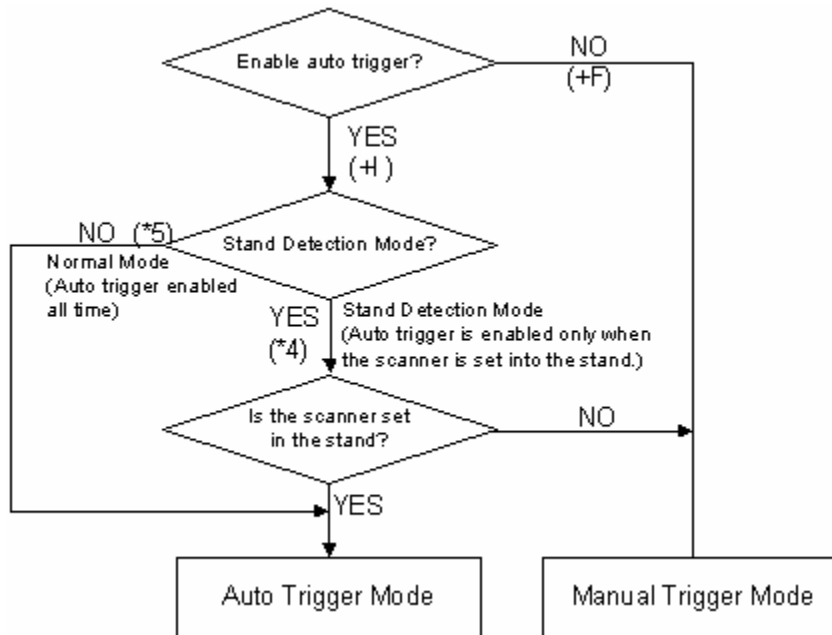 Enable auto trigger?
NO
(+F)
YES
(+I)
Stand Detection Mode?
NO (*5)
Normal Mode
(Auto trigger enabled
all time)
YES
(*4)
Stand Detection Mode
(Auto trigger is enabled only when
the scanner is set into the stand.)
Is the scanner set
in the stand?
NO
YES
Auto Trigger Mode
Manual Trigger Mode